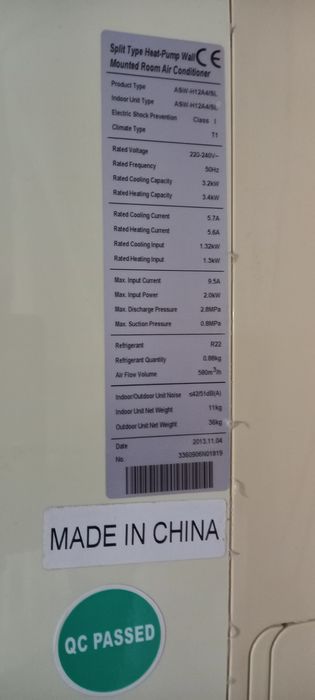 Split Type Heat-Pump Wall CE
Mounted Room Air Conditioner
Product Type ASW-H12A4/SL
Indoor Unit Type ASW-H12A4/SL
Electric Shock Prevention Class I
Climate Type T1
Rated Voltage 220-240V~
Rated Frequency 50Hz
Rated Cooling Capacity 3.2kW
Rated Heating Capacity 3.4kW
Rated Cooling Current 5.7A
Rated Heating Current 5.6A
Rated Cooling Input 1.32kW
Rated Heating Input 1.3kW
Max. Input Current 9.5A
Max. Input Power 2.0kW
Max. Discharge Pressure 2.8MPa
Max. Suction Pressure 0.8MPa
Refrigerant R22
Refrigerant Quantity 0.88kg
Air Flow Volume 580m³/h
Indoor/Outdoor Unit Noise ≤42/51dB(A)
Indoor Unit Net Weight 11kg
Outdoor Unit Net Weight 36kg
Date 2013.11.04
No. 3360906N01819
MADE IN CHINA
QC PASSED